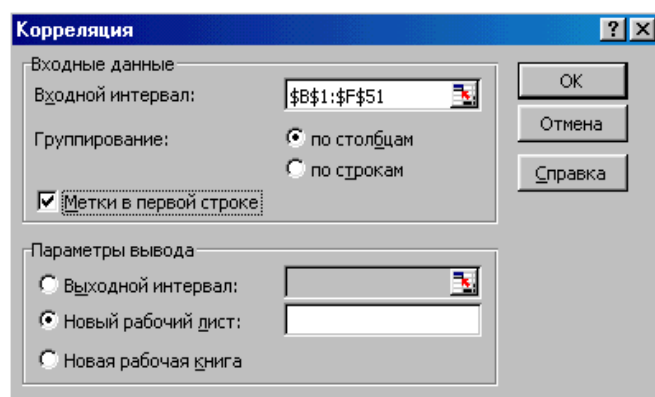 Корреляция
Входные данные
Входной интервал: $B$1:$F$51
Группирование: по столбцам
по строкам
Метки в первой строке
OK
Отмена
Справка
Параметры вывода
Выходной интервал:
Новый рабочий лист:
Новая рабочая книга